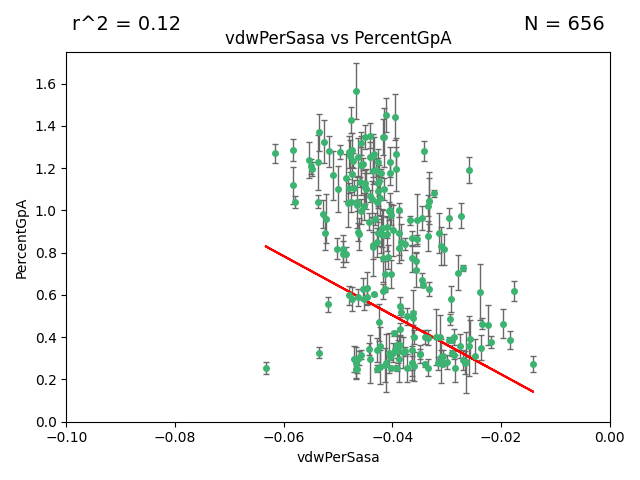 r^2 = 0.12
N = 656
vdwPerSasa vs PercentGpA
1.6
1.4
1.2
1.0
0.8
0.6
0.4
0.2
0.0
PercentGpA
−0.10 −0.08 −0.06 −0.04 −0.02 0.00
vdwPerSasa